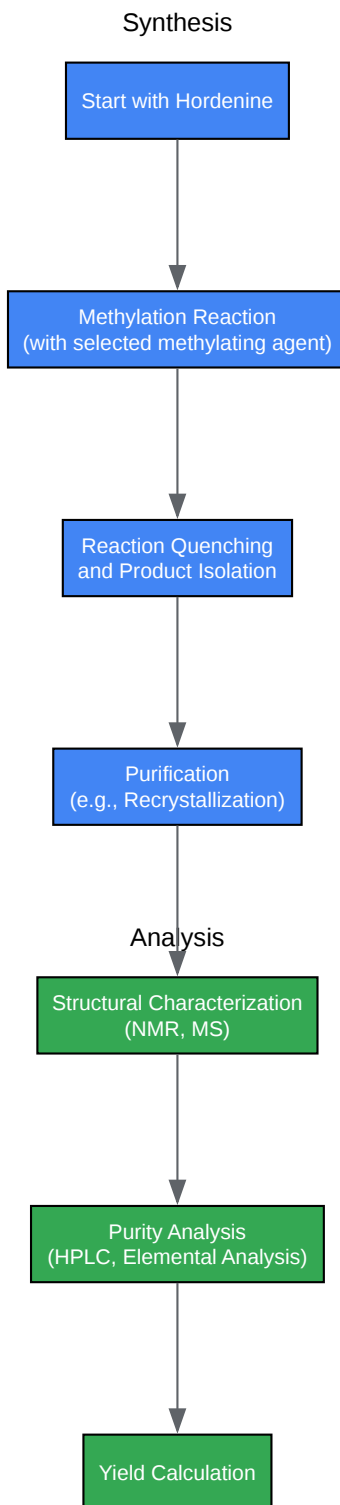 Synthesis
Start with Hordenine
Methylation Reaction
(with selected methylating agent)
Reaction Quenching
and Product Isolation
Purification
(e.g., Recrystallization)
Analysis
Structural Characterization
(NMR, MS)
Purity Analysis
(HPLC, Elemental Analysis)
Yield Calculation